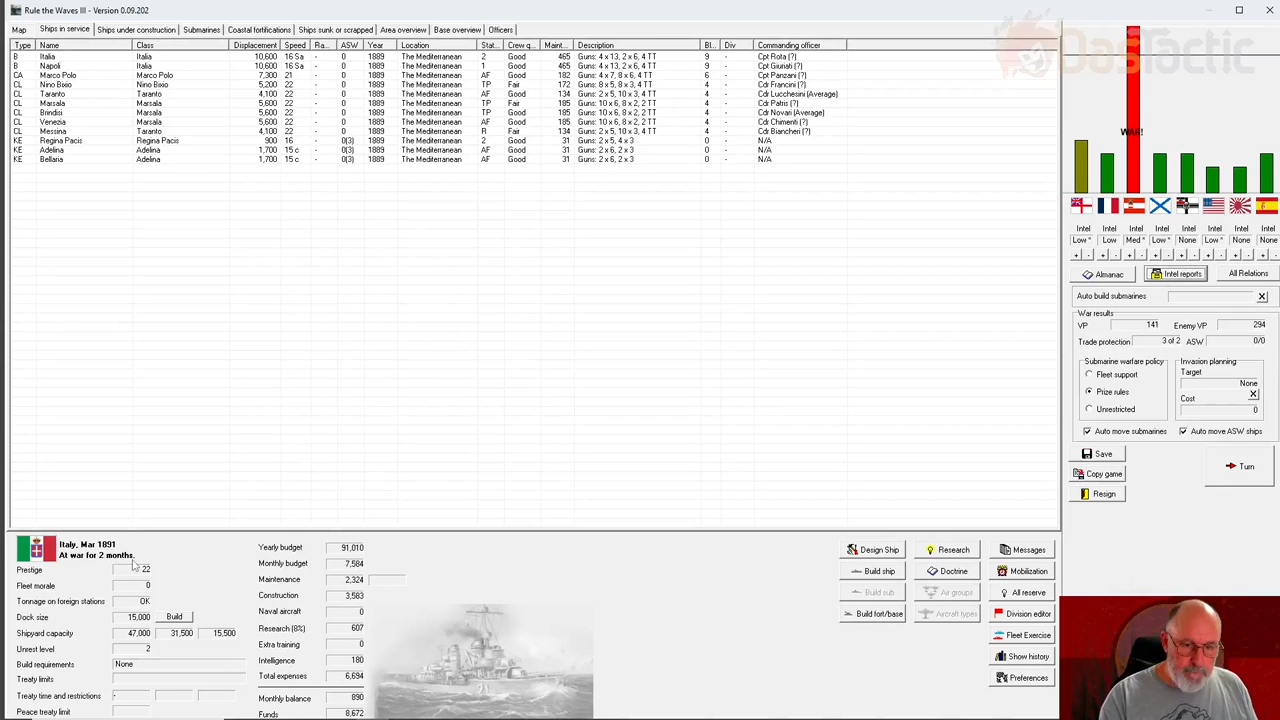 Rule the Waves III - Version 0.09.202
Map Ships in service Ships under construction Submarines Coastal fortifications Ships sunk or scrapped Area overview Base overview Officers
DasTactic
Type Name Class Displacement Speed Ra... ASW Year Location Stat... Crew q... Maint... Description Bl... Div Commanding officer
B Italia Italia 10,600 16 Sa - 0 1889 The Mediterranean 2 Good 465 Guns: 4 x 13, 2 x 6, 4 TT 9 - Cpt Rota (?)
B Napoli Italia 10,600 16 Sa - 0 1889 The Mediterranean 1 Good 465 Guns: 4 x 13, 2 x 6, 4 TT 9 - Cpt Giuriati (?)
CA Marco Polo Marco Polo 7,300 21 - 0 1889 The Mediterranean AF Good 182 Guns: 4 x 7, 8 x 6, 4 TT 6 - Cpt Panzani (?)
CL Nino Bixio Nino Bixio 5,200 22 - 0 1889 The Mediterranean TP Fair 172 Guns: 8 x 5, 8 x 3, 4 TT 4 - Cdr Francini (?)
CL Taranto Taranto 4,100 22 - 0 1889 The Mediterranean AF Good 134 Guns: 2 x 5, 10 x 3, 4 TT 4 - Cdr Lucchesini (Average)
CL Marsala Marsala 5,600 22 - 0 1889 The Mediterranean TP Fair 185 Guns: 10 x 6, 8 x 2, 2 TT 4 - Cdr Patris (?)
CL Brindisi Marsala 5,600 22 - 0 1889 The Mediterranean TP Good 185 Guns: 10 x 6, 8 x 2, 2 TT 4 - Cdr Novari (Average)
CL Venezia Marsala 5,600 22 - 0 1889 The Mediterranean AF Good 185 Guns: 10 x 6, 8 x 2, 2 TT 4 - Cdr Chimenti (?)
CL Messina Taranto 4,100 22 - 0 1889 The Mediterranean R Fair 134 Guns: 2 x 5, 10 x 3, 4 TT 4 - Cdr Biancheri (?)
KE Regina Pacis Regina Pacis 900 16 - 0(3) 1889 The Mediterranean 2 Good 31 Guns: 2 x 5, 4 x 3 0 - N/A
KE Adelina Adelina 1,700 15 c - 0(3) 1889 The Mediterranean AF Good 31 Guns: 2 x 6, 2 x 3 0 - N/A
KE Bellaria Adelina 1,700 15 c - 0(3) 1889 The Mediterranean AF Good 31 Guns: 2 x 6, 2 x 3 0 - N/A
WAR!
Intel Intel Intel Intel Intel Intel Intel Intel
Low * Low Med * Low * None Low * None None
+ - + - + - + - + - + - + - + -
Almanac Intel reports All Relations
Auto build submarines X
War results
VP 141 Enemy VP 294
Trade protection 3 of 2 ASW 0/0
Submarine warfare policy Invasion planning
Fleet support Target
None
Prize rules Cost X
Unrestricted 0
Auto move submarines Auto move ASW ships
Save
Copy game Turn
Resign
Italy, Mar 1891
At war for 2 months.
Prestige 22
Fleet morale 0
Tonnage on foreign stations OK
Dock size 15,000 Build
Shipyard capacity 47,000 31,500 15,500
Unrest level 2
Build requirements None
Treaty limits
Treaty time and restrictions -
Peace treaty limit
Yearly budget 91,010
Monthly budget 7,584
Maintenance 2,324
Construction 3,583
Naval aircraft 0
Research (8%) 607
Extra training 0
Intelligence 180
Total expenses 6,694
Monthly balance 890
Funds 8,672
Design Ship Research Messages
Build ship Doctrine Mobilization
Build sub Air groups All reserve
Build fort/base Aircraft types Division editor
Fleet Exercise
Show history
Preferences